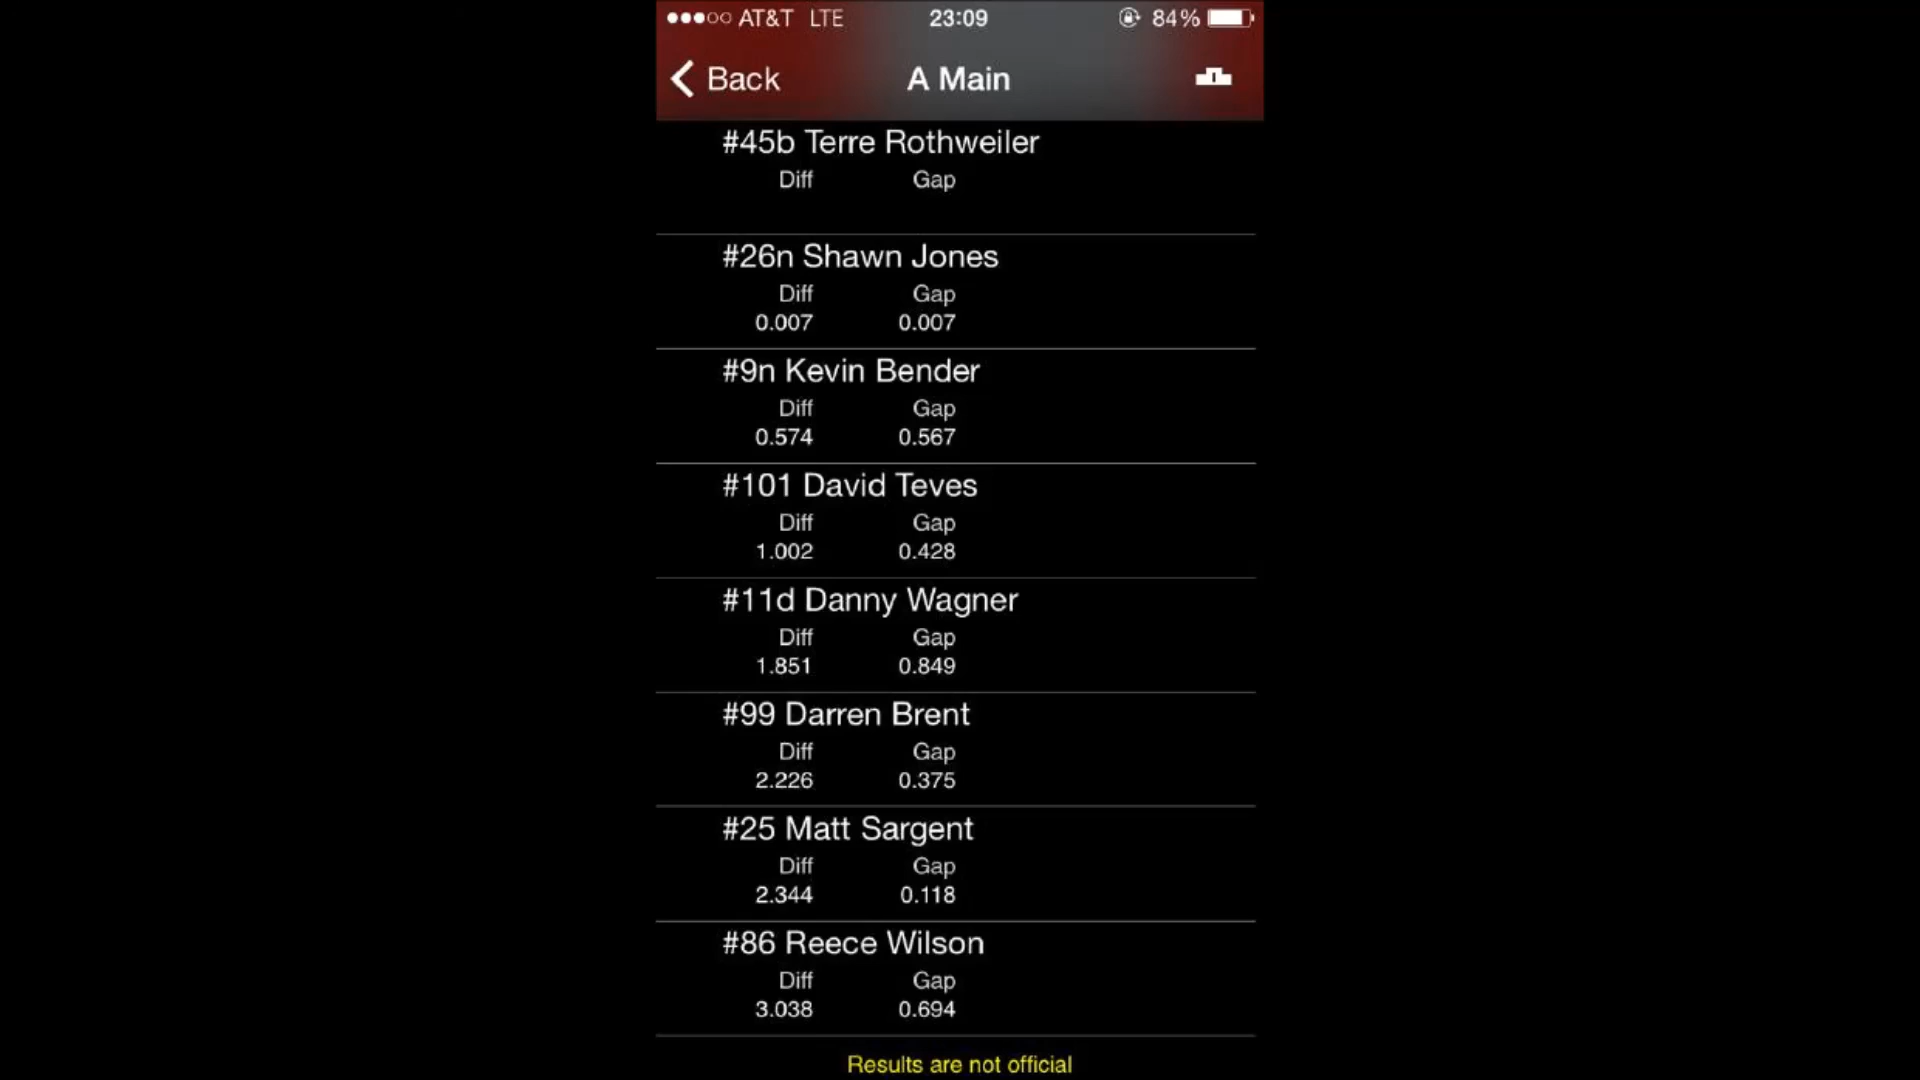 AT&T LTE 23:09 84%
Back A Main
#45b Terre Rothweiler
Diff Gap
#26n Shawn Jones
Diff Gap
0.007 0.007
#9n Kevin Bender
Diff Gap
0.574 0.567
#101 David Teves
Diff Gap
1.002 0.428
#11d Danny Wagner
Diff Gap
1.851 0.849
#99 Darren Brent
Diff Gap
2.226 0.375
#25 Matt Sargent
Diff Gap
2.344 0.118
#86 Reece Wilson
Diff Gap
3.038 0.694
Results are not official